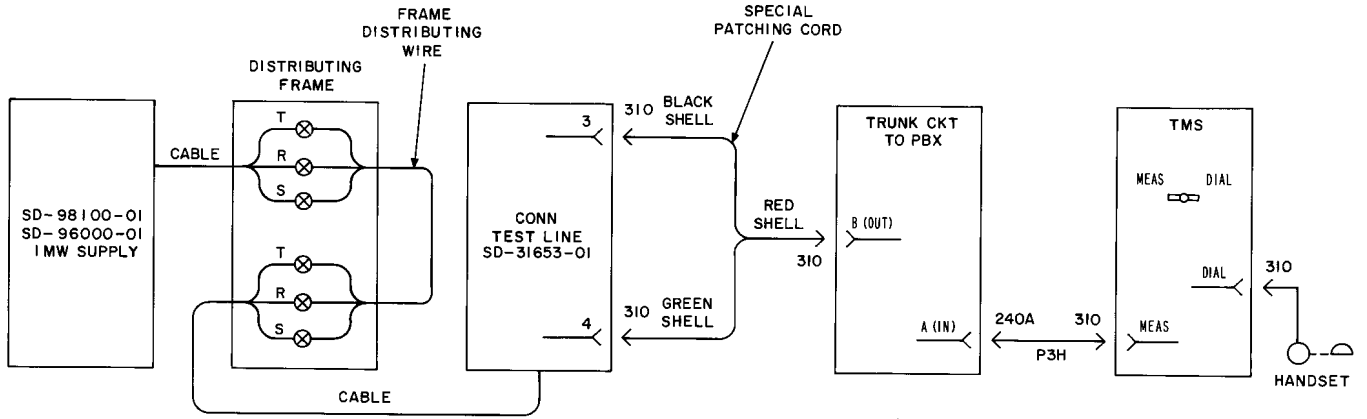 FRAME
DISTRIBUTING
WIRE
SPECIAL
PATCHING CORD
DISTRIBUTING
FRAME
T
R
S
CABLE
SD-98100-01
SD-96000-01
1MW SUPPLY
T
R
S
CABLE
3
CONN
TEST LINE
SD-31653-01
4
310
BLACK
SHELL
RED
SHELL
310
310
GREEN
SHELL
TRUNK CKT
TO PBX
B (OUT)
A (IN)
240A
310
P3H
TMS
MEAS
DIAL
DIAL
MEAS
310
HANDSET